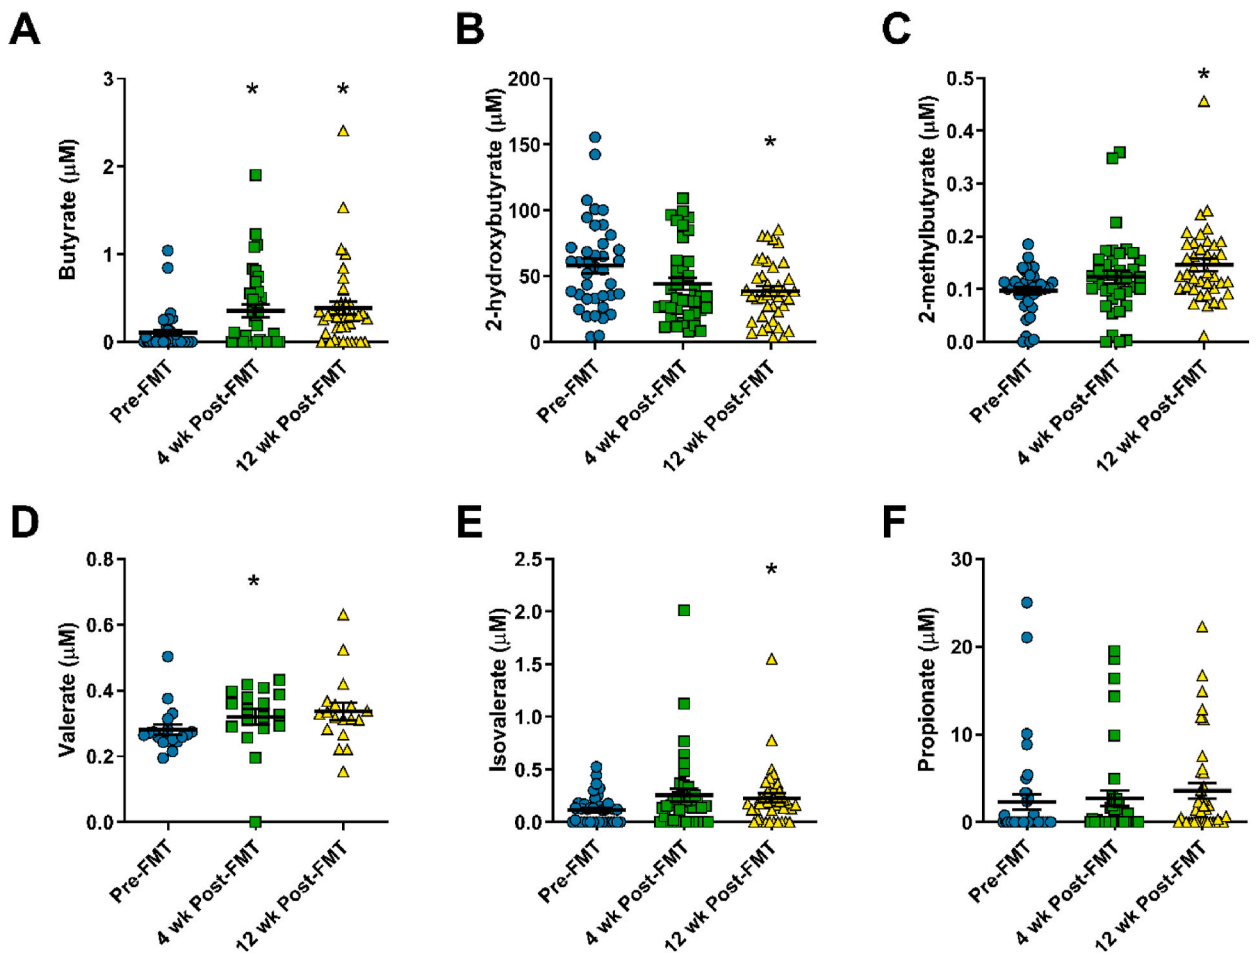 A
Butyrate (μM)
3
2
1
0
*
*
Pre-FMT
4 wk Post-FMT
12 wk Post-FMT
B
2-hydroxybutyrate (μM)
200
150
100
50
0
*
Pre-FMT
4 wk Post-FMT
12 wk Post-FMT
C
2-methylbutyrate (μM)
0.5
0.4
0.3
0.2
0.1
0.0
*
Pre-FMT
4 wk Post-FMT
12 wk Post-FMT
D
Valerate (μM)
0.8
0.6
0.4
0.2
0.0
*
Pre-FMT
4 wk Post-FMT
12 wk Post-FMT
E
Isovalerate (μM)
2.5
2.0
1.5
1.0
0.5
0.0
*
Pre-FMT
4 wk Post-FMT
12 wk Post-FMT
F
Propionate (μM)
30
20
10
0
Pre-FMT
4 wk Post-FMT
12 wk Post-FMT